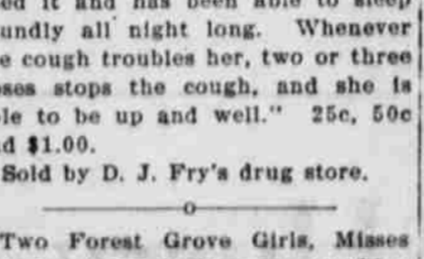 ed it and has been able to sleep
undly all night long. Whenever
e cough troubles her, two or three
ses stops the cough, and she is
le to be up and well." 25c, 50c
d $1.00.
Sold by D. J. Fry's drug store.
o
Two Forest Grove Girls, Misses